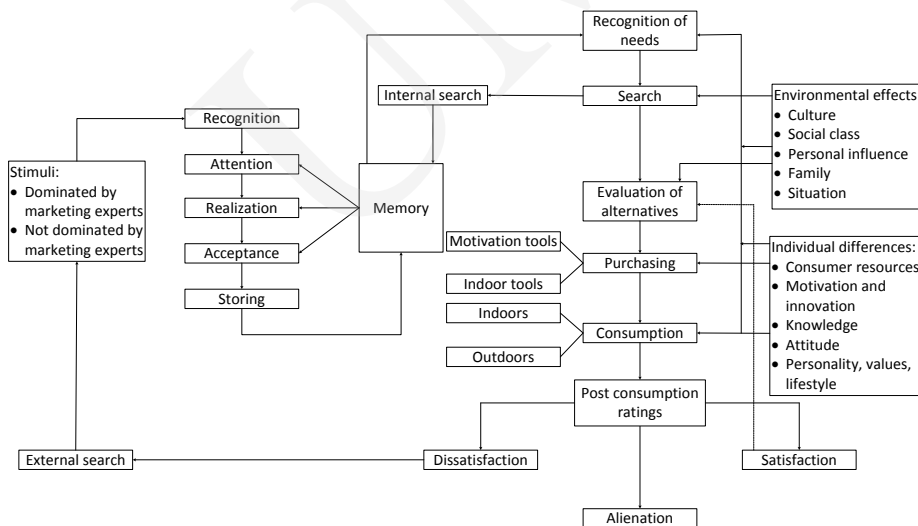 Recognition of
needs
Internal search
Search
Environmental effects:
● Culture
● Social class
● Personal influence
● Family
● Situation
Recognition
Attention
Realization
Acceptance
Storing
Stimuli:
● Dominated by
marketing experts
● Not dominated by
marketing experts
Memory
Evaluation of
alternatives
Motivation tools
Purchasing
Indoor tools
Indoors
Consumption
Outdoors
Individual differences:
● Consumer resources
● Motivation and
innovation
● Knowledge
● Attitude
● Personality, values,
lifestyle
Post consumption
ratings
External search
Dissatisfaction
Satisfaction
Alienation